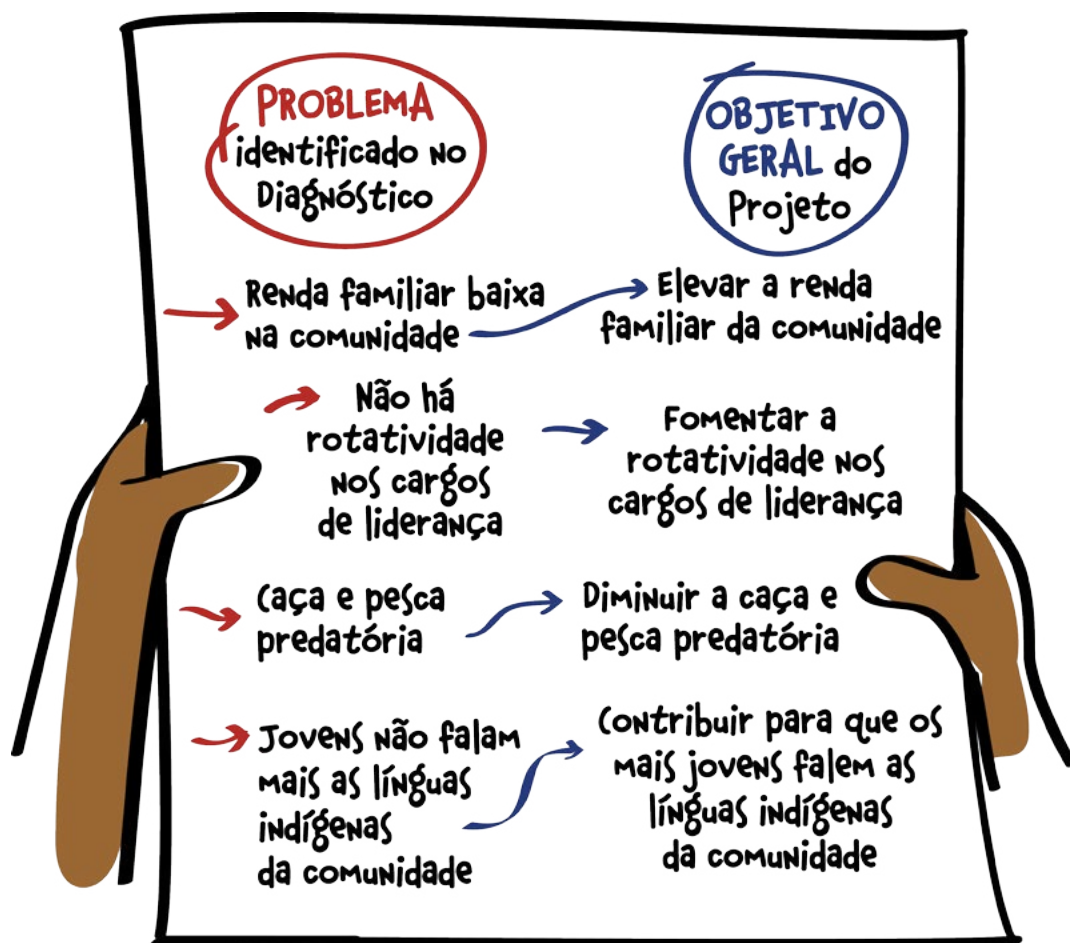 PROBLEMA
identificado no
Diagnóstico
OBJETIVO
GERAL do
Projeto
Renda familiar baixa
na comunidade
Elevar a renda
familiar da comunidade
Não há
rotatividade
nos cargos
de liderança
Fomentar a
rotatividade nos
cargos de liderança
Caça e pesca
predatória
Diminuir a caça e
pesca predatória
Jovens não falam
mais as línguas
indígenas
da comunidade
Contribuir para que os
mais jovens falem as
línguas indígenas
da comunidade